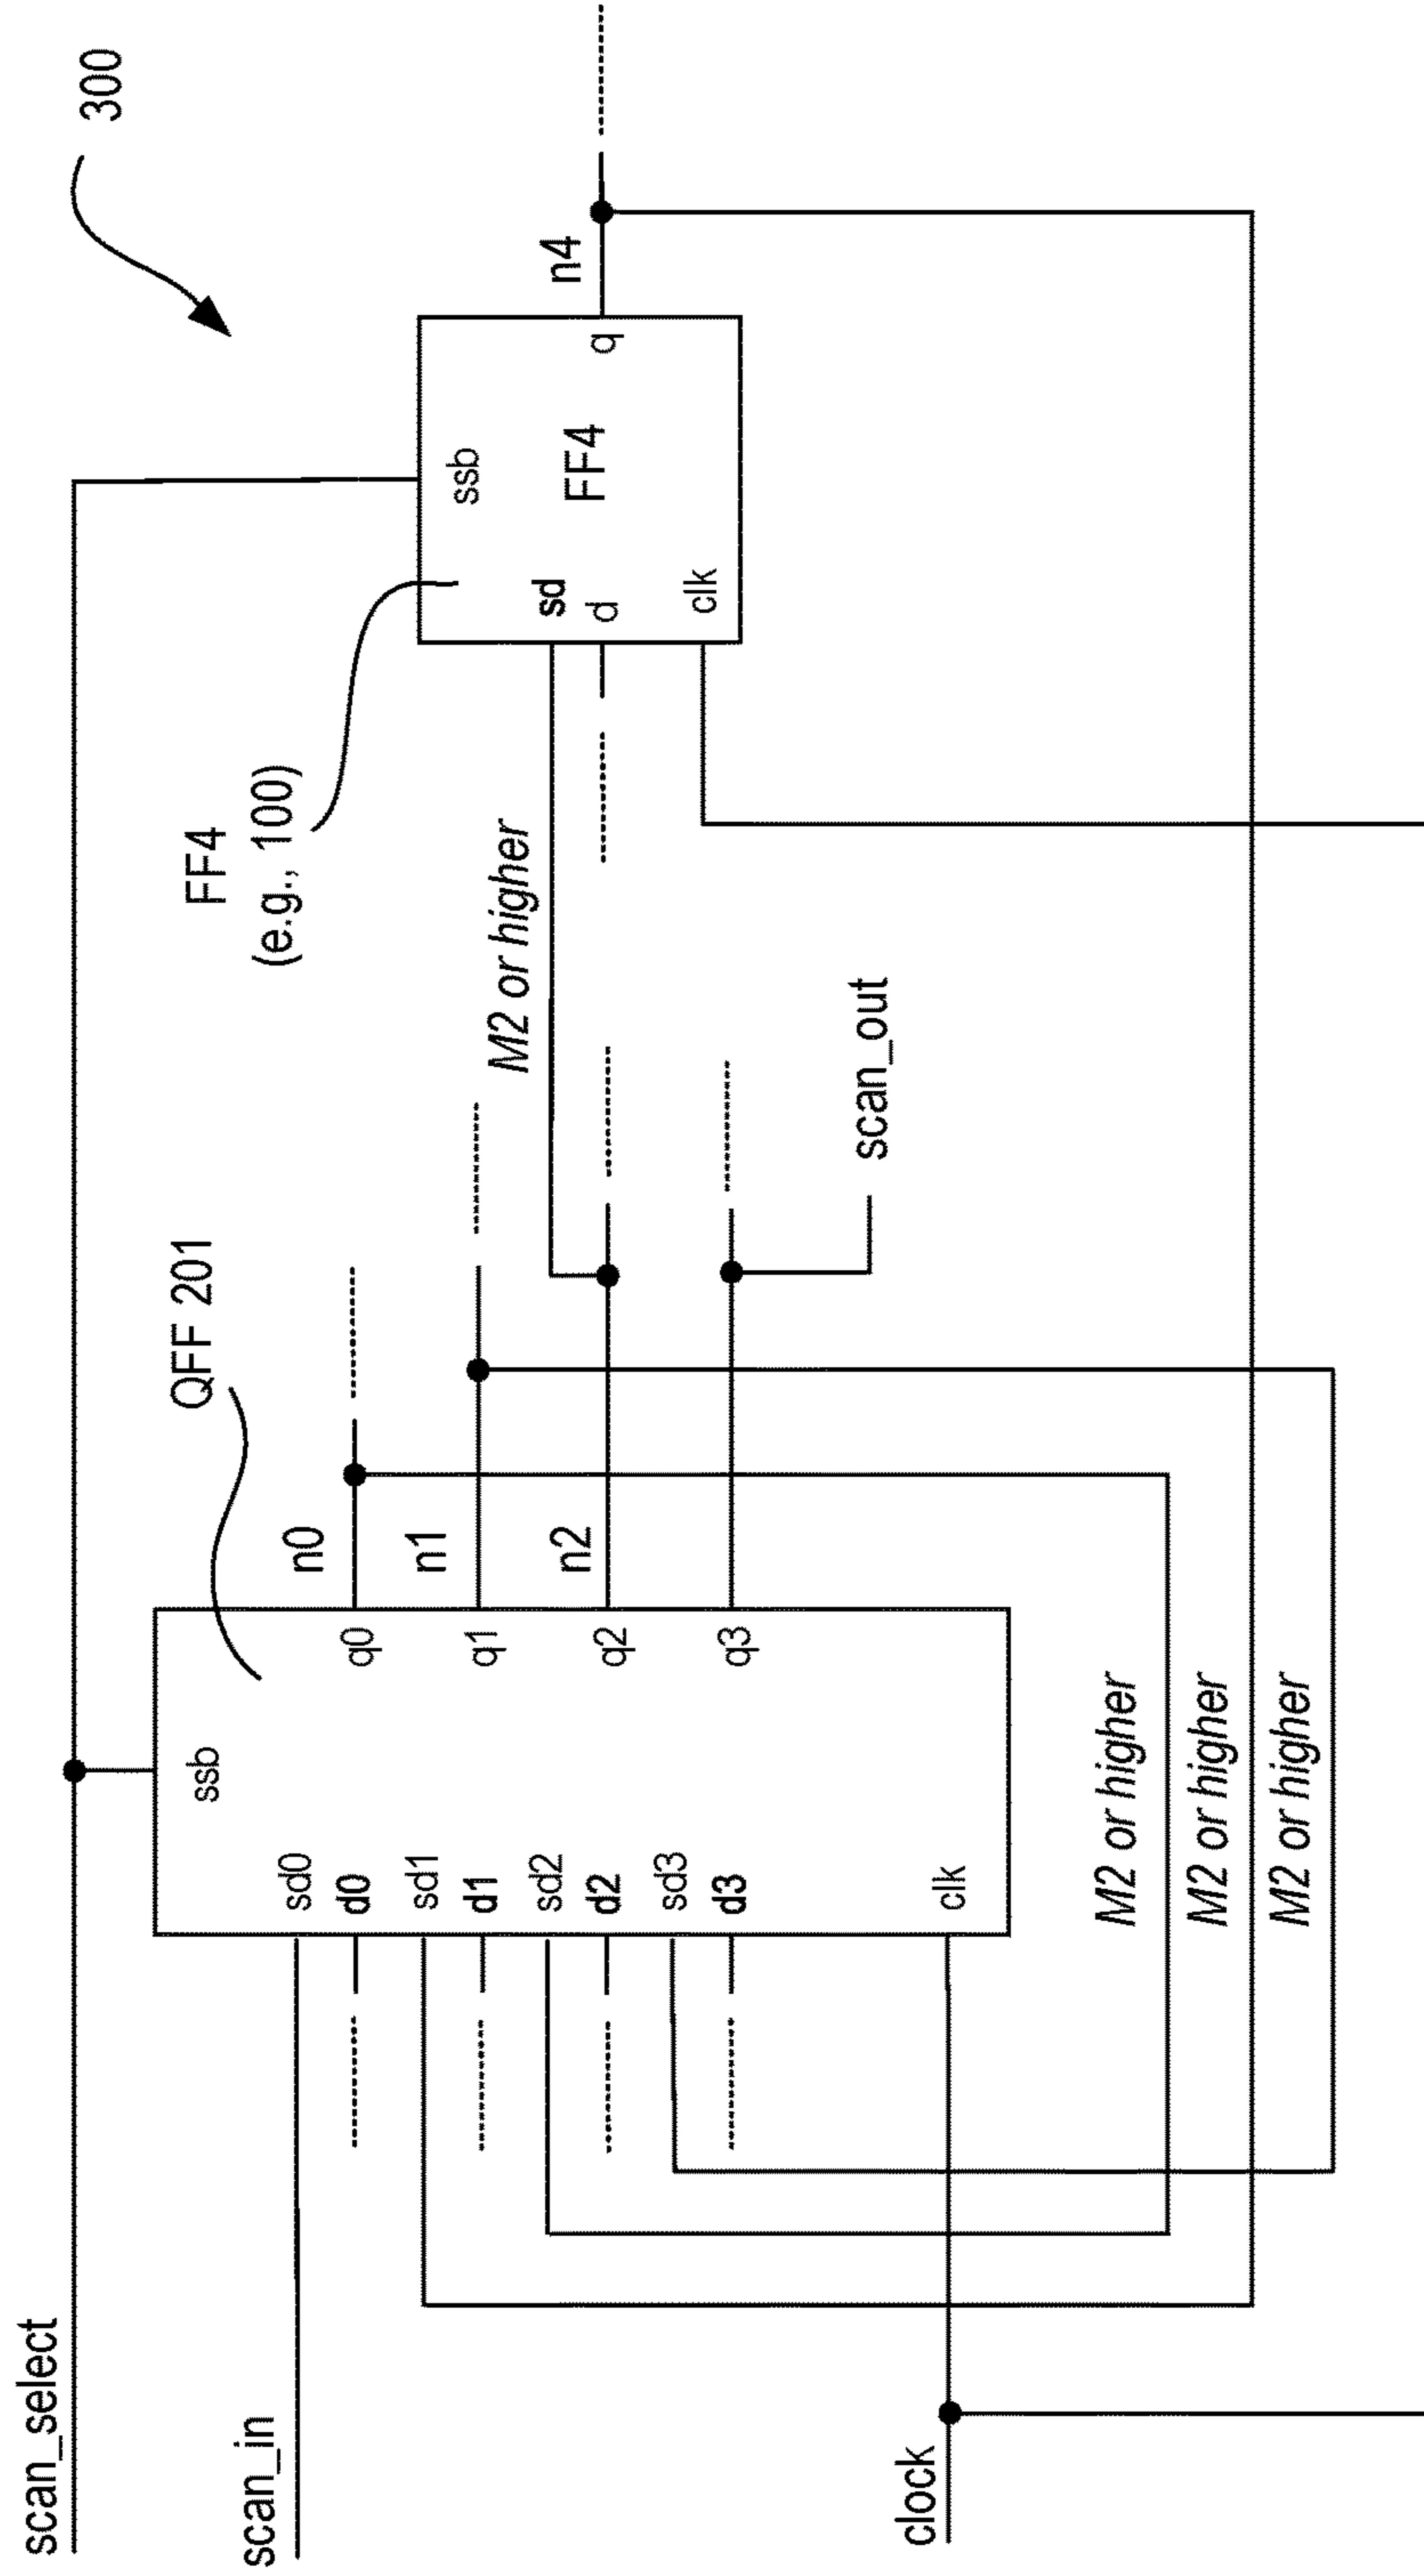 300
scan_select
scan_in
clock
QFF 201
ssb
sd0
d0
sd1
d1
sd2
d2
sd3
d3
clk
q0
q1
q2
q3
n0
n1
n2
M2 or higher
M2 or higher
M2 or higher
M2 or higher
scan_out
FF4
(e.g., 100)
ssb
sd
d
FF4
clk
q
n4